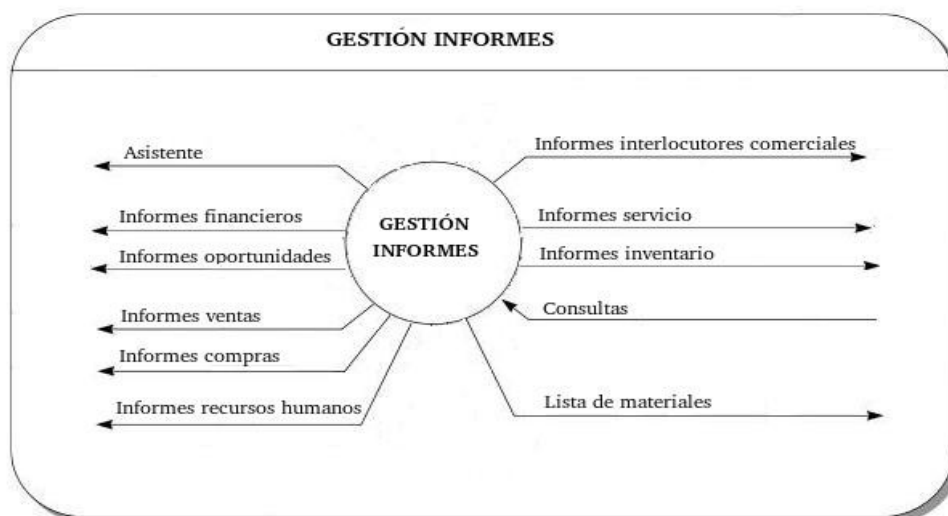 GESTIÓN INFORMES
Asistente
Informes financieros
Informes oportunidades
Informes ventas
Informes compras
Informes recursos humanos
GESTIÓN
INFORMES
Informes interlocutores comerciales
Informes servicio
Informes inventario
Consultas
Lista de materiales